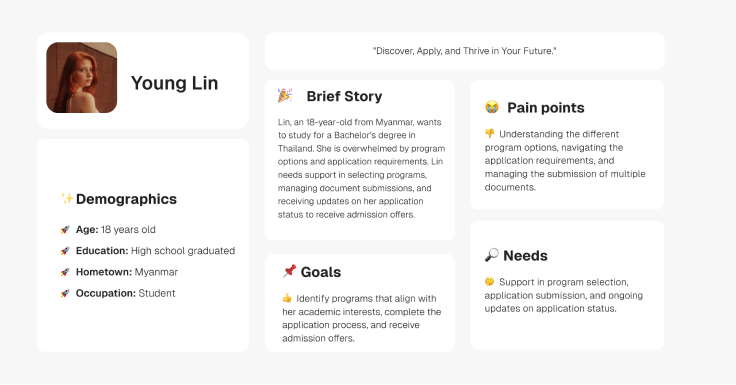 Young Lin
Demographics
Age: 18 years old
Education: High school graduated
Hometown: Myanmar
Occupation: Student
"Discover, Apply, and Thrive in Your Future."
Brief Story
Lin, an 18-year-old from Myanmar, wants
to study for a Bachelor's degree in
Thailand. She is overwhelmed by program
options and application requirements. Lin
needs support in selecting programs,
managing document submissions, and
receiving updates on her application
status to receive admission offers.
Goals
Identify programs that align with
her academic interests, complete the
application process, and receive
admission offers.
Pain points
Understanding the different
program options, navigating the
application requirements, and
managing the submission of multiple
documents.
Needs
Support in program selection,
application submission, and ongoing
updates on application status.